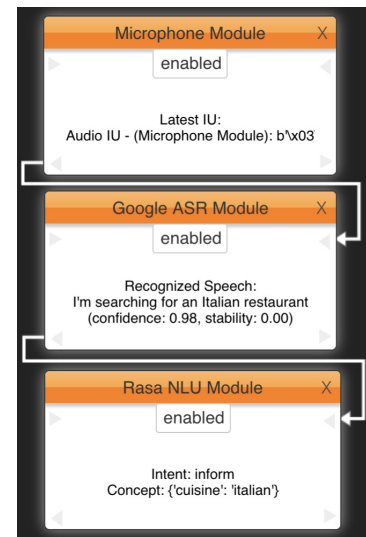 Microphone Module X
enabled
Latest IU:
Audio IU - (Microphone Module): b'\x03
Google ASR Module X
enabled
Recognized Speech:
I'm searching for an Italian restaurant
(confidence: 0.98, stability: 0.00)
Rasa NLU Module X
enabled
Intent: inform
Concept: {'cuisine': 'italian'}